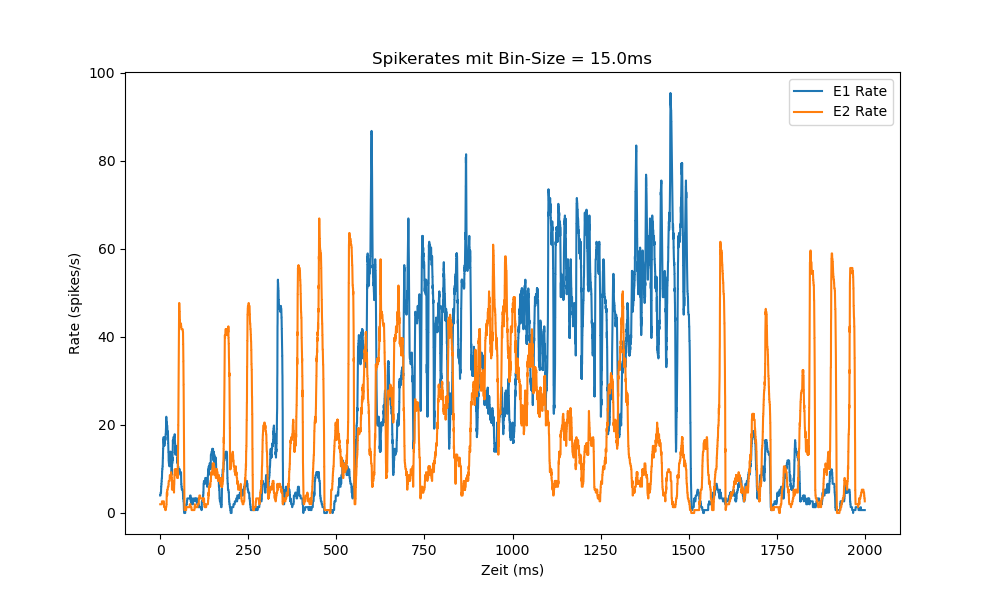 Spikerates mit Bin-Size = 15.0ms
E1 Rate
E2 Rate
100
80
60
40
20
0
Rate (spikes/s)
0 250 500 750 1000 1250 1500 1750 2000
Zeit (ms)